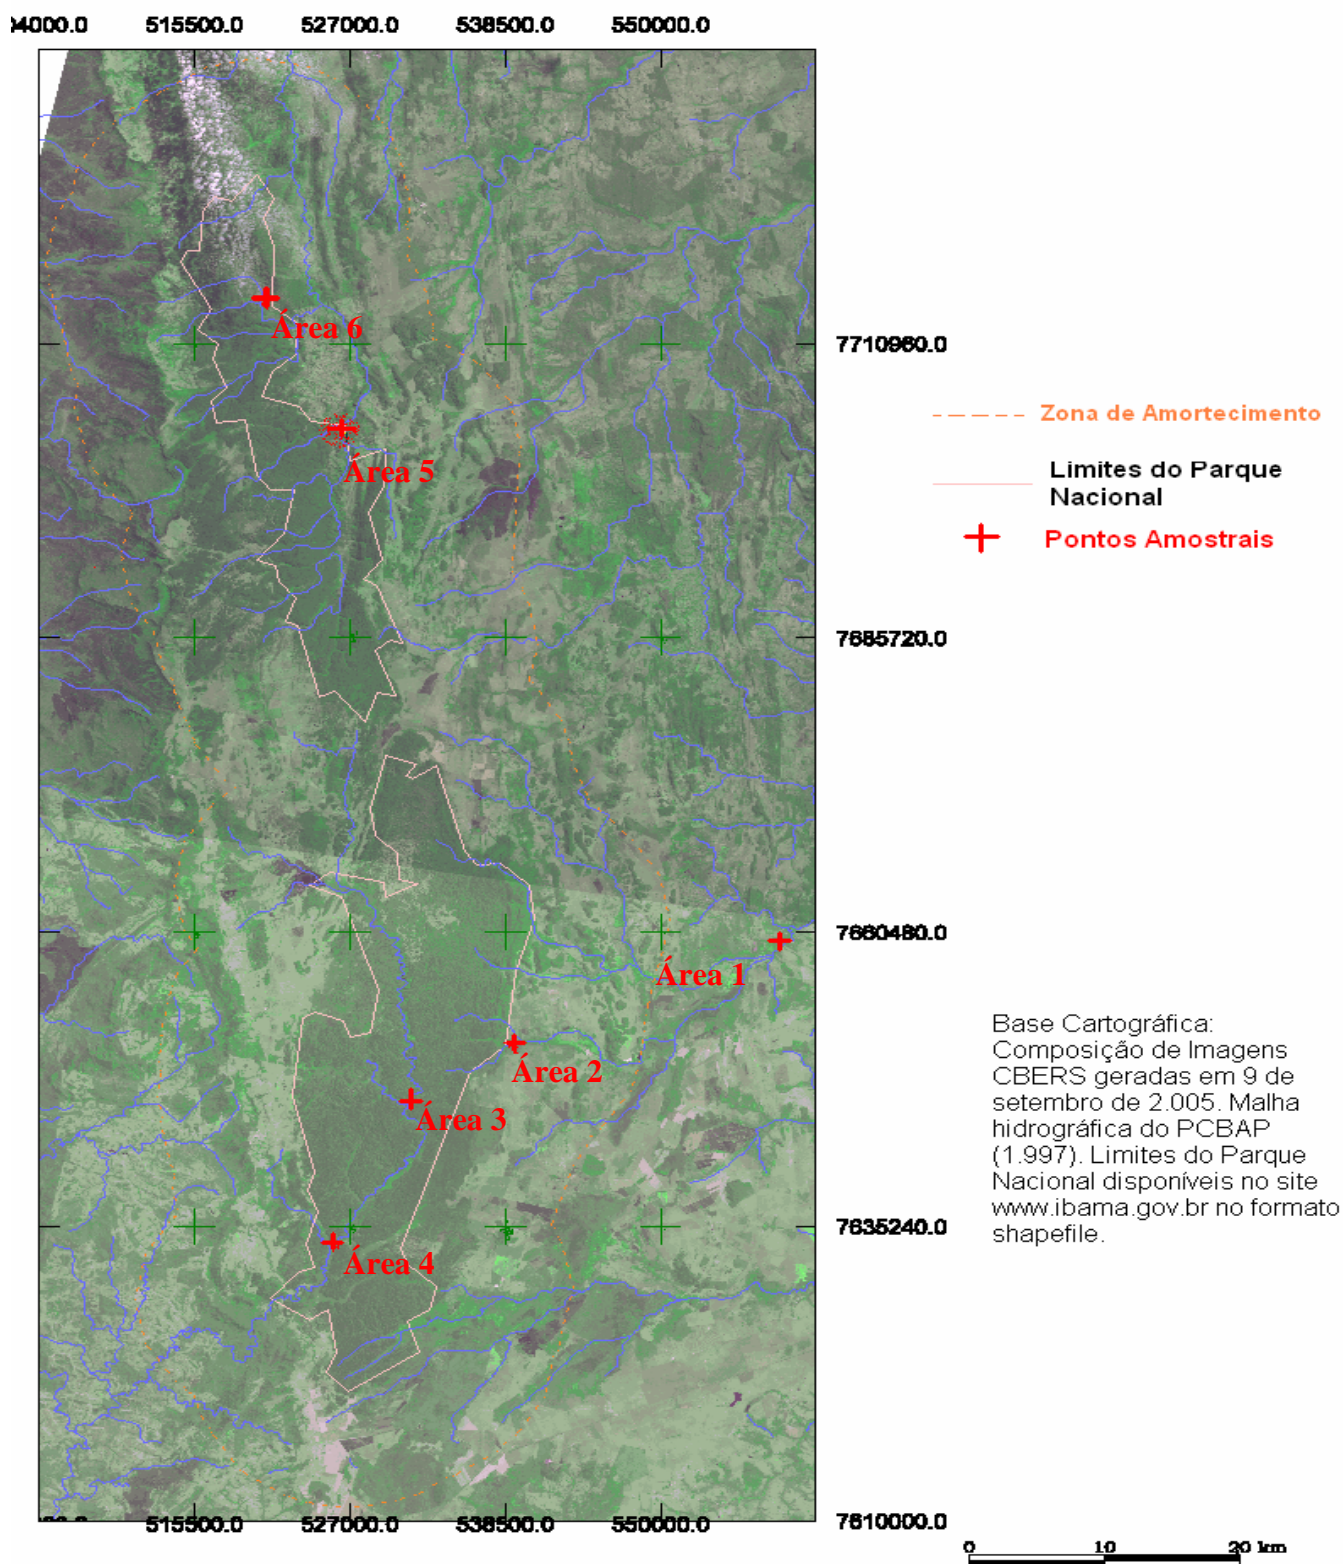 04000.0 515500.0 527000.0 538500.0 550000.0
Área 6
7710960.0
Zona de Amortecimento
Área 5
Limites do Parque
Nacional
Pontos Amostrais
7685720.0
7660480.0
Área 1
Base Cartográfica:
Composição de Imagens
CBERS geradas em 9 de
setembro de 2.005. Malha
hidrográfica do PCBAP
(1.997). Limites do Parque
Nacional disponíveis no site
www.ibama.gov.br no formato
shapefile.
Área 2
Área 3
7635240.0
Área 4
515500.0 527000.0 538500.0 550000.0
7610000.0
0 10 20 km